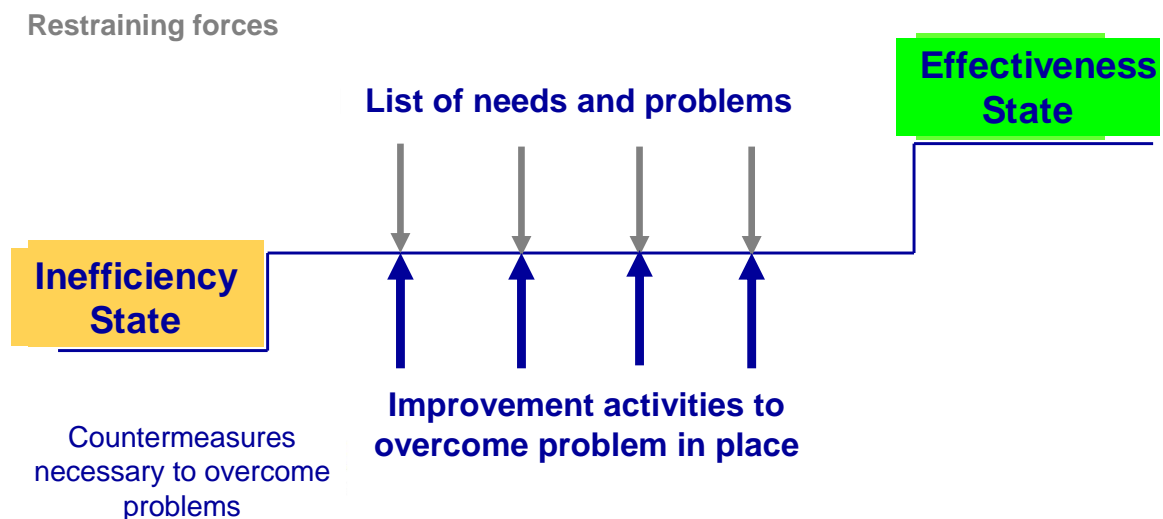 Restraining forces
Effectiveness
State
List of needs and problems
Inefficiency
State
Improvement activities to
overcome problem in place
Countermeasures
necessary to overcome
problems